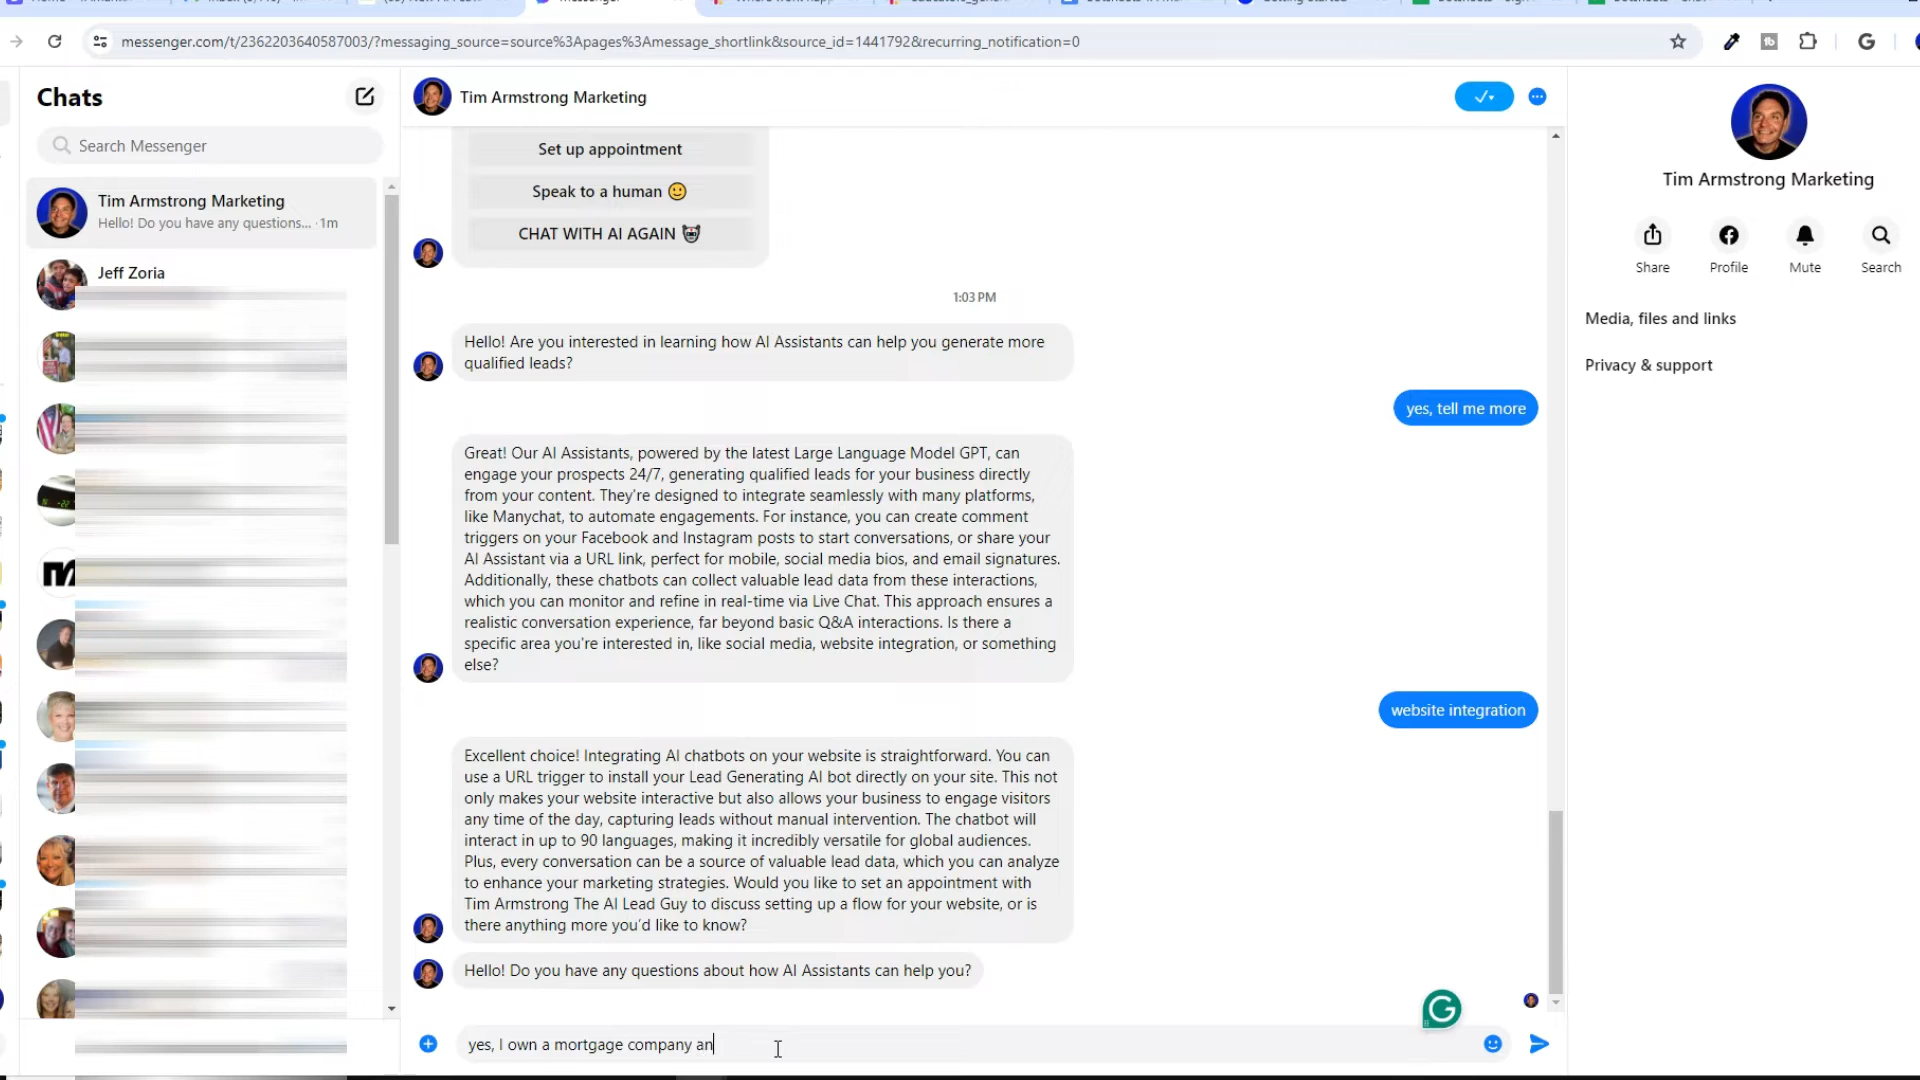 messenger.com/t/2362203640587003/?messaging_source=source%3Apages%3Amessage_shortlink&source_id=1441792&recurring_notification=0
Chats
Search Messenger
Tim Armstrong Marketing
Hello! Do you have any questions... · 1m
Jeff Zoria
Tim Armstrong Marketing
Set up appointment
Speak to a human 🙂
CHAT WITH AI AGAIN 🤖
1:03 PM
Hello! Are you interested in learning how AI Assistants can help you generate more
qualified leads?
yes, tell me more
Great! Our AI Assistants, powered by the latest Large Language Model GPT, can
engage your prospects 24/7, generating qualified leads for your business directly
from your content. They're designed to integrate seamlessly with many platforms,
like Manychat, to automate engagements. For instance, you can create comment
triggers on your Facebook and Instagram posts to start conversations, or share your
AI Assistant via a URL link, perfect for mobile, social media bios, and email signatures.
Additionally, these chatbots can collect valuable lead data from these interactions,
which you can monitor and refine in real-time via Live Chat. This approach ensures a
realistic conversation experience, far beyond basic Q&A interactions. Is there a
specific area you're interested in, like social media, website integration, or something
else?
website integration
Excellent choice! Integrating AI chatbots on your website is straightforward. You can
use a URL trigger to install your Lead Generating AI bot directly on your site. This not
only makes your website interactive but also allows your business to engage visitors
any time of the day, capturing leads without manual intervention. The chatbot will
interact in up to 90 languages, making it incredibly versatile for global audiences.
Plus, every conversation can be a source of valuable lead data, which you can analyze
to enhance your marketing strategies. Would you like to set an appointment with
Tim Armstrong The AI Lead Guy to discuss setting up a flow for your website, or is
there anything more you'd like to know?
Hello! Do you have any questions about how AI Assistants can help you?
yes, I own a mortgage company an
Tim Armstrong Marketing
Share
Profile
Mute
Search
Media, files and links
Privacy & support